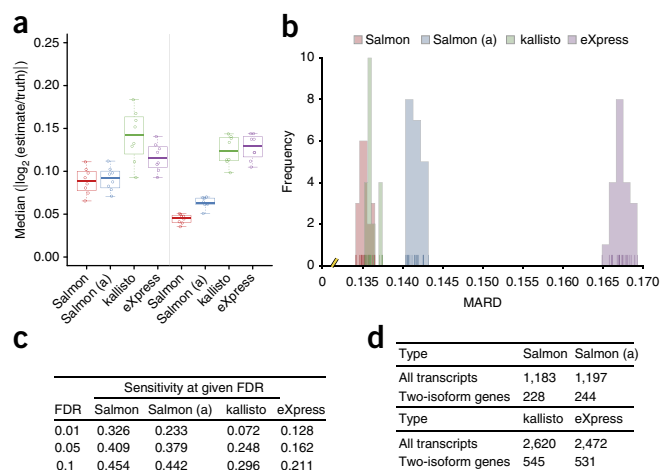 a
Median (|log2 (estimate/truth)|)
0.25
0.20
0.15
0.10
0.05
0.00
Salmon
Salmon (a)
kallisto
eXpress
Salmon
Salmon (a)
kallisto
eXpress
b
Salmon Salmon (a) kallisto eXpress
Frequency
10
8
6
4
2
0
0 0.135 0.140 0.145 0.150 0.155 0.160 0.165 0.170
MARD
c
Sensitivity at given FDR
FDR Salmon Salmon (a) kallisto eXpress
0.01 0.326 0.233 0.072 0.128
0.05 0.409 0.379 0.248 0.162
0.1 0.454 0.442 0.296 0.211
d
Type Salmon Salmon (a)
All transcripts 1,183 1,197
Two-isoform genes 228 244
Type kallisto eXpress
All transcripts 2,620 2,472
Two-isoform genes 545 531